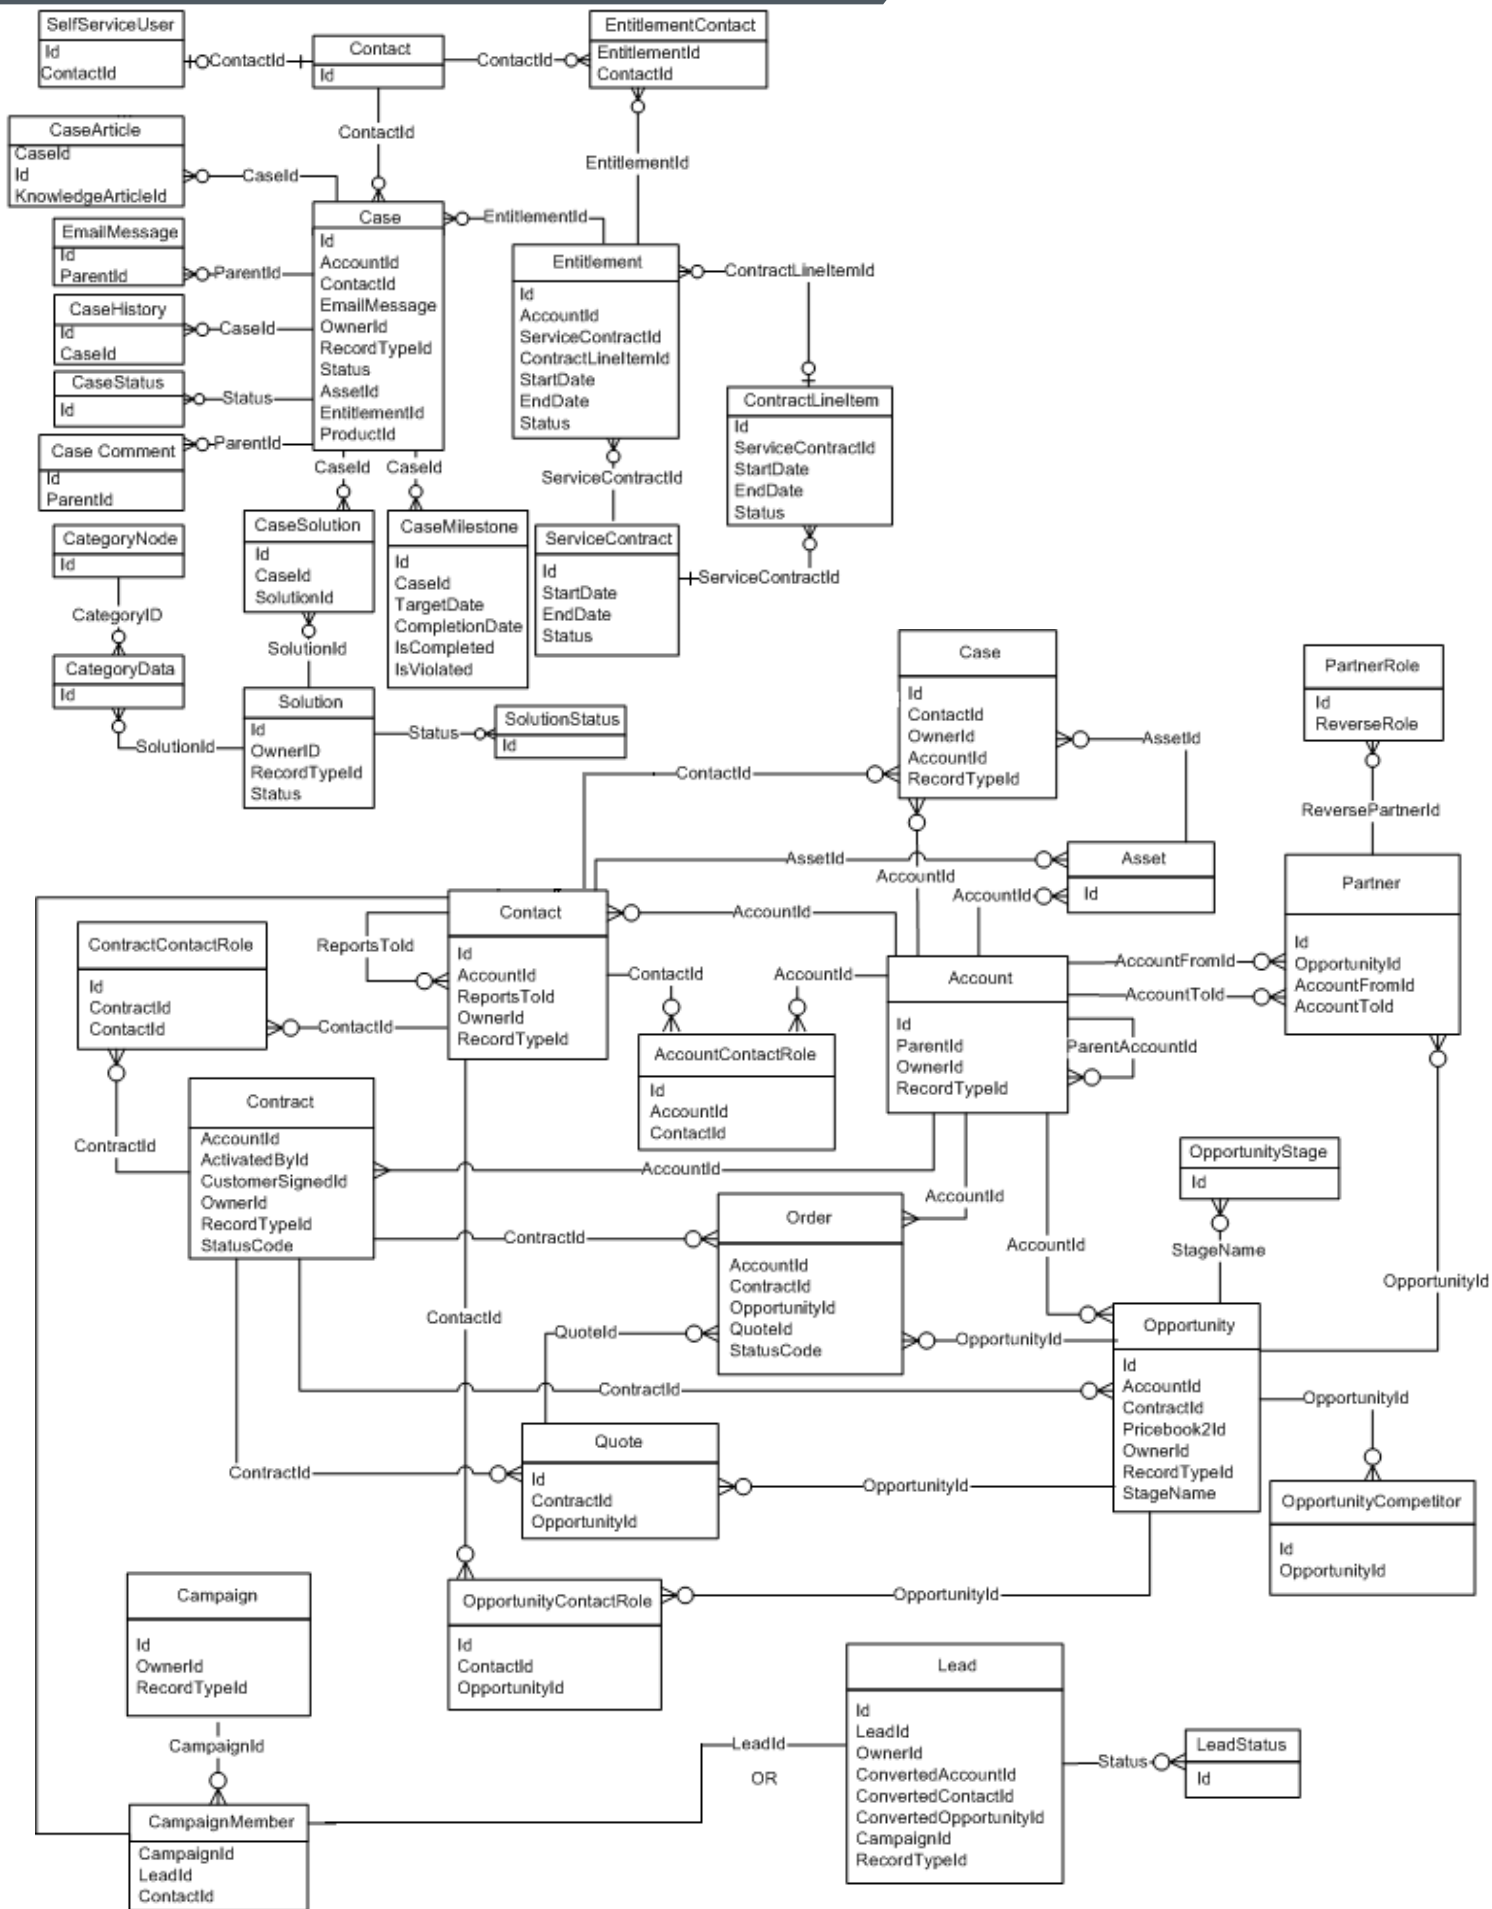 SelfServiceUser
Id
ContactId
ContactId
Contact
Id
ContactId
EntitlementContact
EntitlementId
ContactId
CaseArticle
CaseId
Id
KnowledgeArticleId
CaseId
ContactId
EntitlementId
EmailMessage
Id
ParentId
ParentId
CaseHistory
Id
CaseId
CaseId
CaseStatus
Id
Status
Case Comment
Id
ParentId
ParentId
Case
Id
AccountId
ContactId
EmailMessage
OwnerId
RecordTypeId
Status
AssetId
EntitlementId
ProductId
EntitlementId
Entitlement
Id
AccountId
ServiceContractId
ContractLineItemId
StartDate
EndDate
Status
ContractLineItemId
ContractLineItem
Id
ServiceContractId
StartDate
EndDate
Status
CaseId
CaseId
ServiceContractId
CategoryNode
Id
CategoryID
CategoryData
Id
SolutionId
CaseSolution
Id
CaseId
SolutionId
SolutionId
CaseMilestone
Id
CaseId
TargetDate
CompletionDate
IsCompleted
IsViolated
ServiceContract
Id
StartDate
EndDate
Status
ServiceContractId
Solution
Id
OwnerID
RecordTypeId
Status
Status
SolutionStatus
Id
Case
Id
ContactId
OwnerId
AccountId
RecordTypeId
ContactId
AssetId
PartnerRole
Id
ReverseRole
ReversePartnerId
AssetId
AccountId
AccountId
Asset
Id
Partner
Id
OpportunityId
AccountFromId
AccountToId
ContractContactRole
Id
ContractId
ContactId
ReportsToId
ContactId
Contact
Id
AccountId
ReportsToId
OwnerId
RecordTypeId
AccountId
ContactId
AccountId
AccountContactRole
Id
AccountId
ContactId
Account
Id
ParentId
OwnerId
RecordTypeId
AccountFromId
AccountToId
ParentAccountId
ContractId
Contract
AccountId
ActivatedById
CustomerSignedId
OwnerId
RecordTypeId
StatusCode
AccountId
AccountId
AccountId
OpportunityStage
Id
StageName
OpportunityId
ContractId
Order
AccountId
ContractId
OpportunityId
QuoteId
StatusCode
ContactId
QuoteId
OpportunityId
Opportunity
Id
AccountId
ContractId
Pricebook2Id
OwnerId
RecordTypeId
StageName
ContractId
OpportunityId
Quote
Id
ContractId
OpportunityId
ContractId
OpportunityId
OpportunityCompetitor
Id
OpportunityId
Campaign
Id
OwnerId
RecordTypeId
OpportunityContactRole
Id
ContactId
OpportunityId
OpportunityId
CampaignId
LeadId
OR
Lead
Id
LeadId
OwnerId
ConvertedAccountId
ConvertedContactId
ConvertedOpportunityId
CampaignId
RecordTypeId
Status
LeadStatus
Id
CampaignMember
CampaignId
LeadId
ContactId